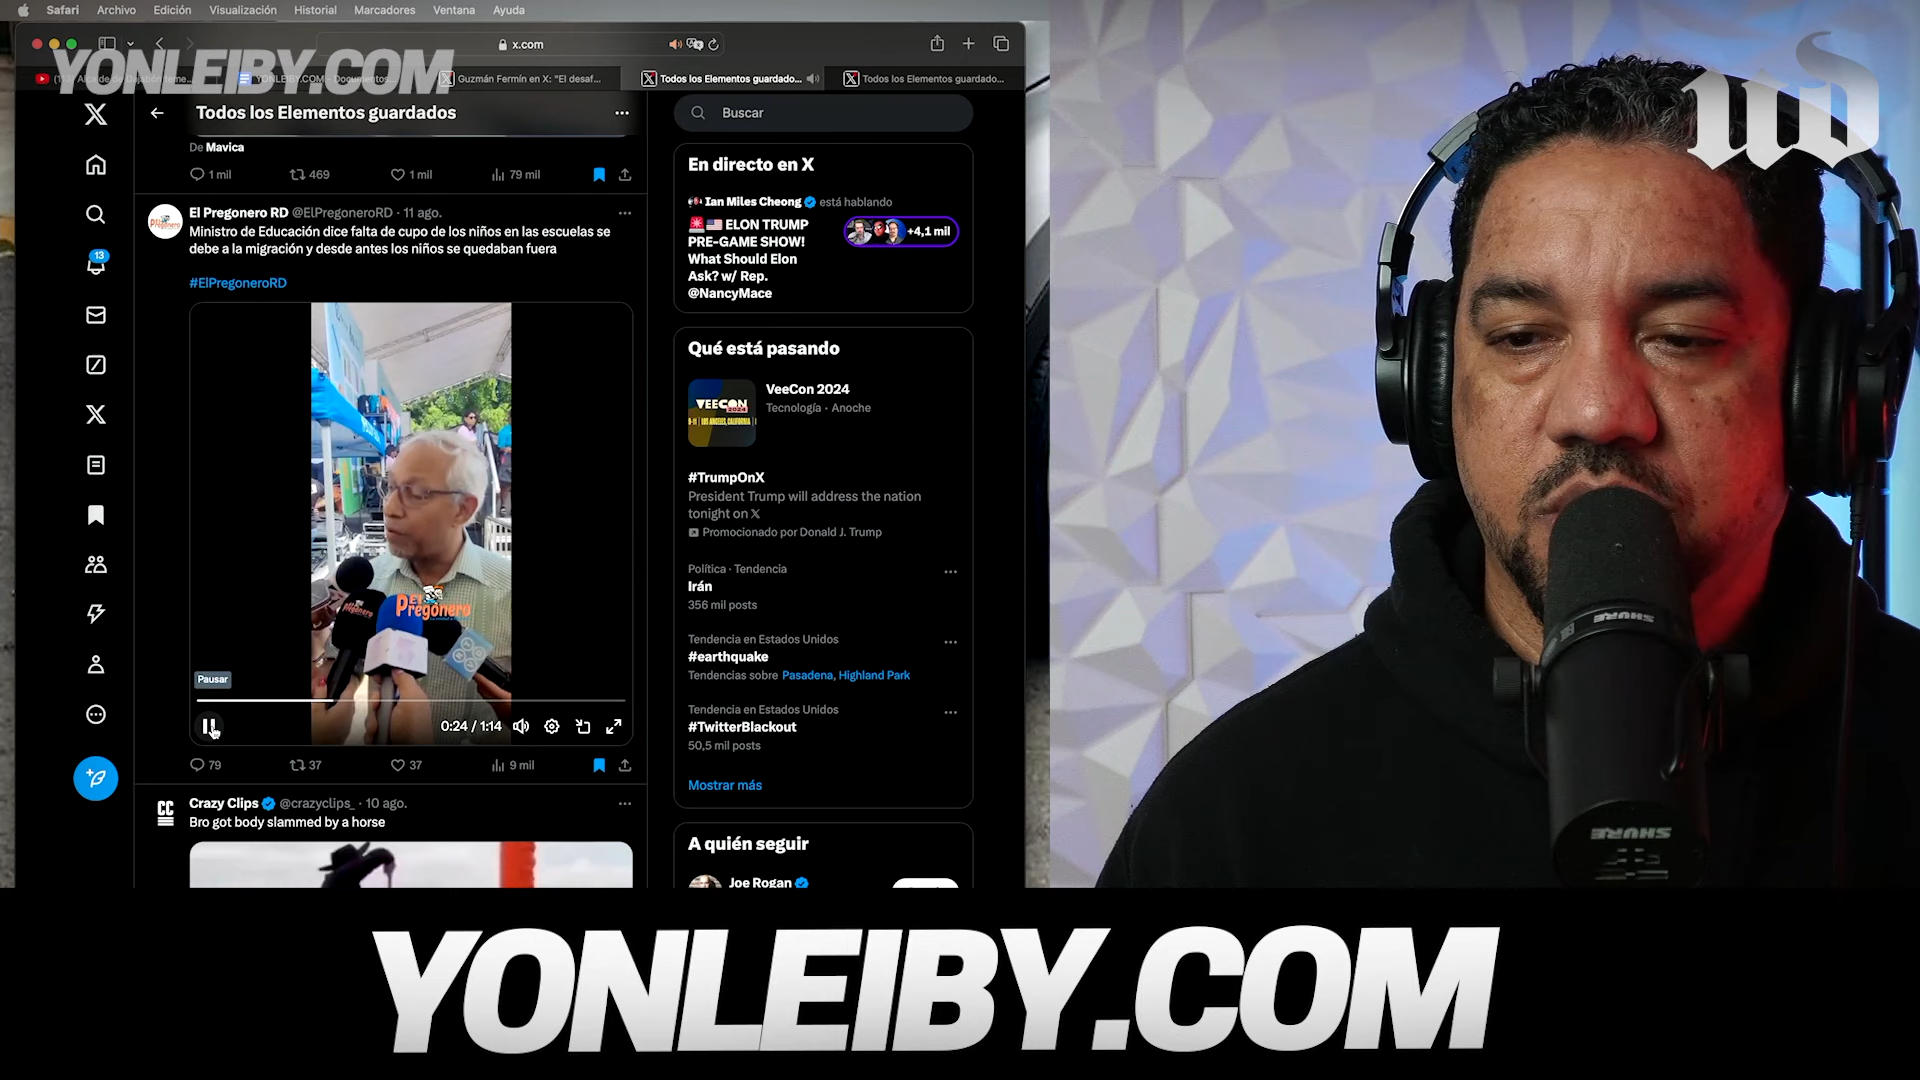 Safari Archivo Edición Visualización Historial Marcadores Ventana Ayuda
x.com
YONLEIBY.COM
Guzmán Fermín en X: "El desaf...
Todos los Elementos guardado...
Todos los Elementos guardado...
Todos los Elementos guardados
Buscar
De Mavica
1 mil 469 1 mil 79 mil
El Pregonero RD @ElPregoneroRD · 11 ago.
Ministro de Educación dice falta de cupo de los niños en las escuelas se
debe a la migración y desde antes los niños se quedaban fuera
#ElPregoneroRD
13
El Pregonero
Pausar
0:24 / 1:14
79 37 37 9 mil
CC
Crazy Clips @crazyclips_ · 10 ago.
Bro got body slammed by a horse
En directo en X
Ian Miles Cheong está hablando
ELON TRUMP
PRE-GAME SHOW!
What Should Elon
Ask? w/ Rep.
@NancyMace
+4,1 mil
Qué está pasando
VEECON
VeeCon 2024
Tecnología · Anoche
#TrumpOnX
President Trump will address the nation
tonight on X
Promocionado por Donald J. Trump
Política · Tendencia
Irán
356 mil posts
Tendencia en Estados Unidos
#earthquake
Tendencias sobre Pasadena, Highland Park
Tendencia en Estados Unidos
#TwitterBlackout
50,5 mil posts
Mostrar más
A quién seguir
Joe Rogan
SHURE
SHURE
YONLEIBY.COM